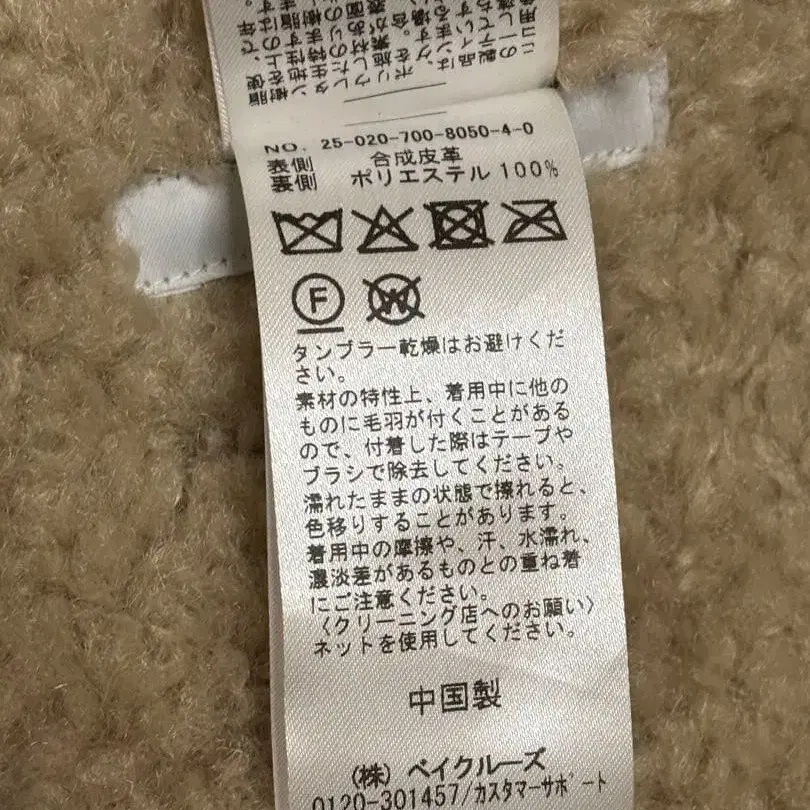 NO. 25-020-700-8050-4-0
表側 合成皮革
裏側 ポリエステル 100%
F
W
タンブラー乾燥はお避けくだ
さい。
素材の特性上、着用中に他の
ものに毛羽が付くことがある
ので、付着した際はテープや
ブラシで除去してください。
濡れたままの状態で擦れると、
色移りすることがあります。
着用中の摩擦や、汗、水濡れ、
濃淡差があるものとの重ね着
にご注意ください。
〈クリーニング店へのお願い〉
ネットを使用してください。
中国製
(株) ベイクルーズ
0120-301457/カスタマーサポート